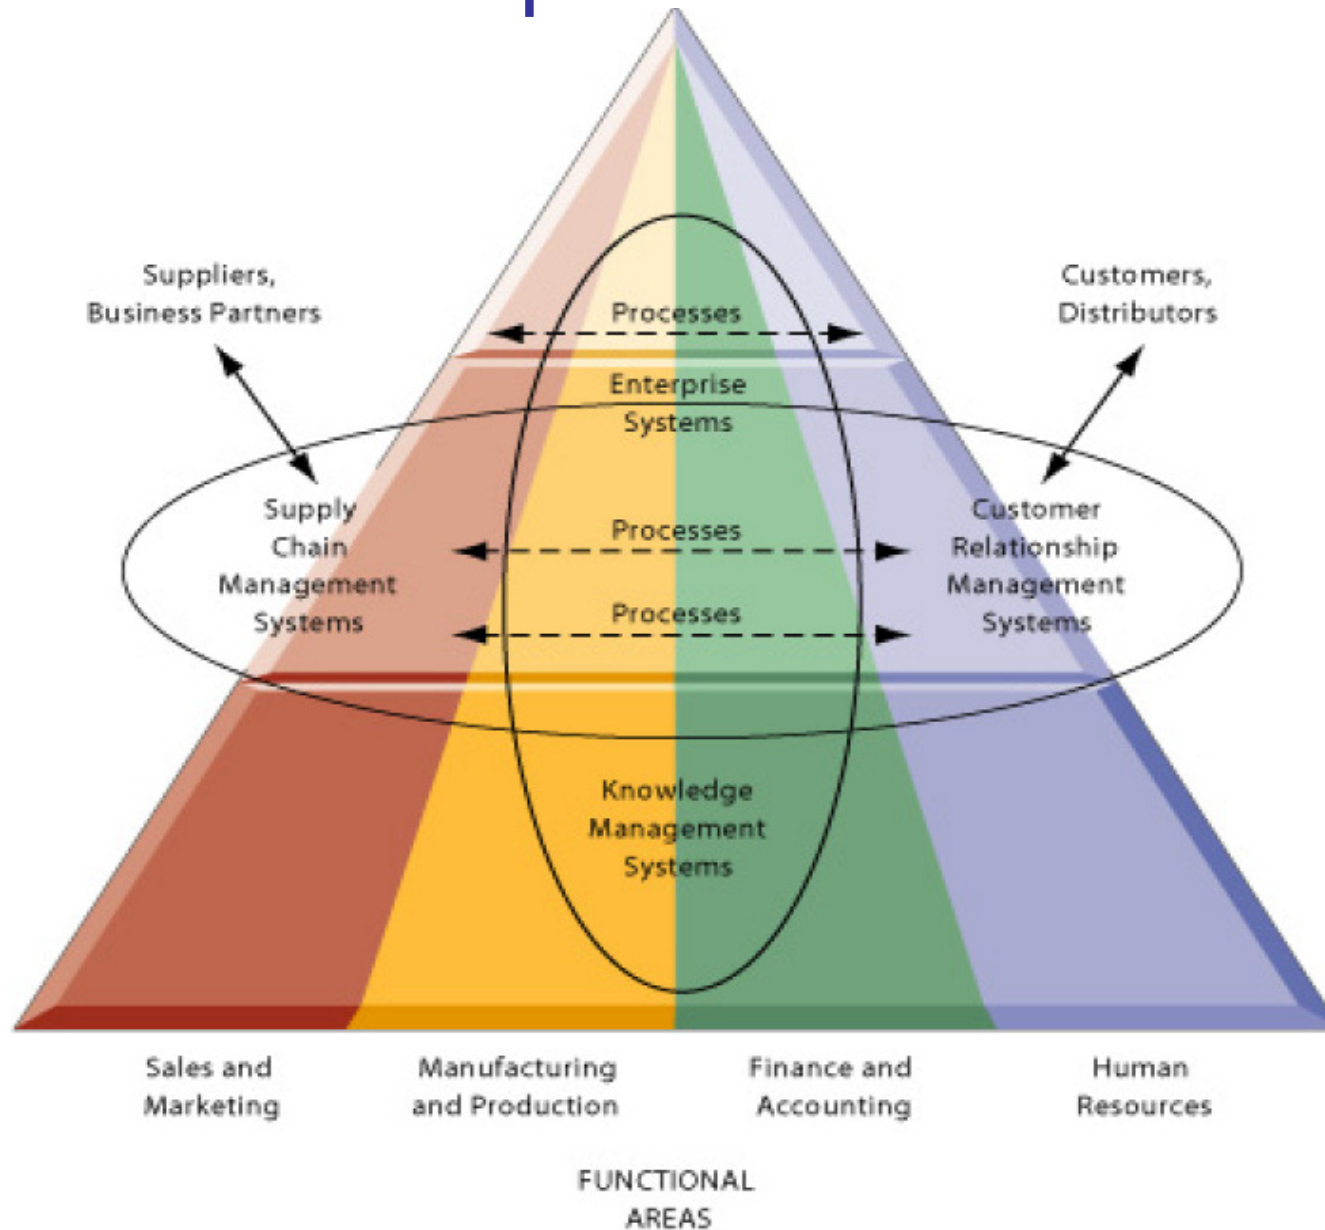 Suppliers,
Business Partners
Customers,
Distributors
Processes
Enterprise
Systems
Supply
Chain
Management
Systems
Processes
Processes
Customer
Relationship
Management
Systems
Knowledge
Management
Systems
Sales and
Marketing
Manufacturing
and Production
Finance and
Accounting
Human
Resources
FUNCTIONAL
AREAS